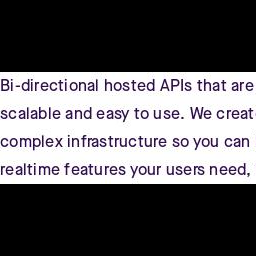 Bi-directional hosted APIs that are
scalable and easy to use. We creat
complex infrastructure so you can
realtime features your users need,